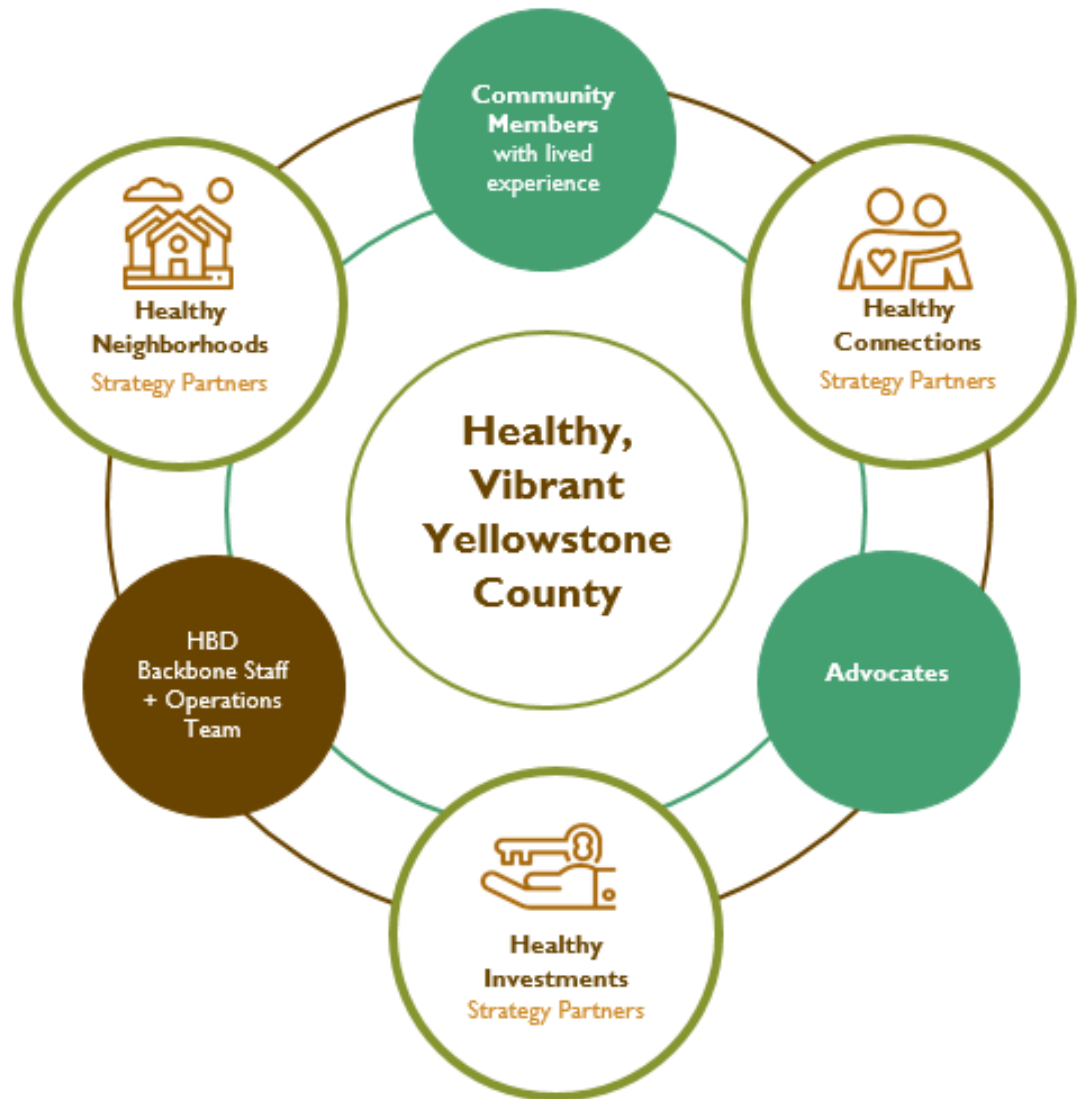 Community
Members
with lived
experience
Healthy
Connections
Strategy Partners
Advocates
Healthy
Investments
Strategy Partners
HBD
Backbone Staff
+ Operations
Team
Healthy
Neighborhoods
Strategy Partners
Healthy,
Vibrant
Yellowstone
County